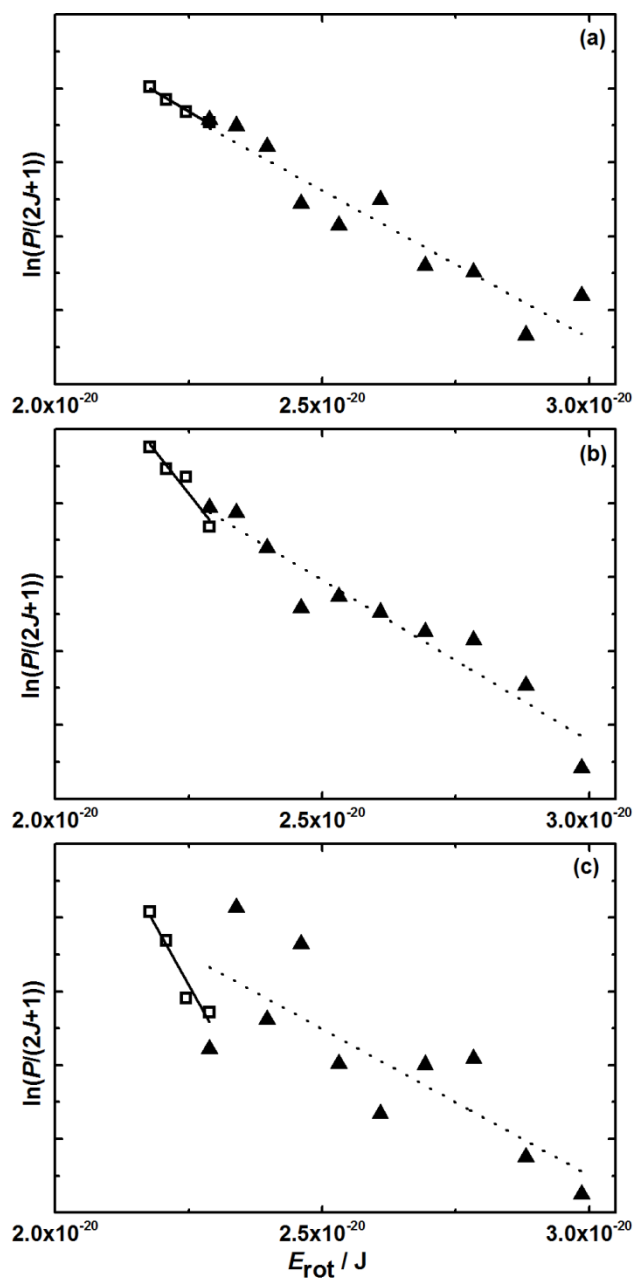 (a)
ln(P/(2J+1))
2.0x10⁻²⁰ 2.5x10⁻²⁰ 3.0x10⁻²⁰
(b)
ln(P/(2J+1))
2.0x10⁻²⁰ 2.5x10⁻²⁰ 3.0x10⁻²⁰
(c)
ln(P/(2J+1))
2.0x10⁻²⁰ 2.5x10⁻²⁰ 3.0x10⁻²⁰
E_rot / J